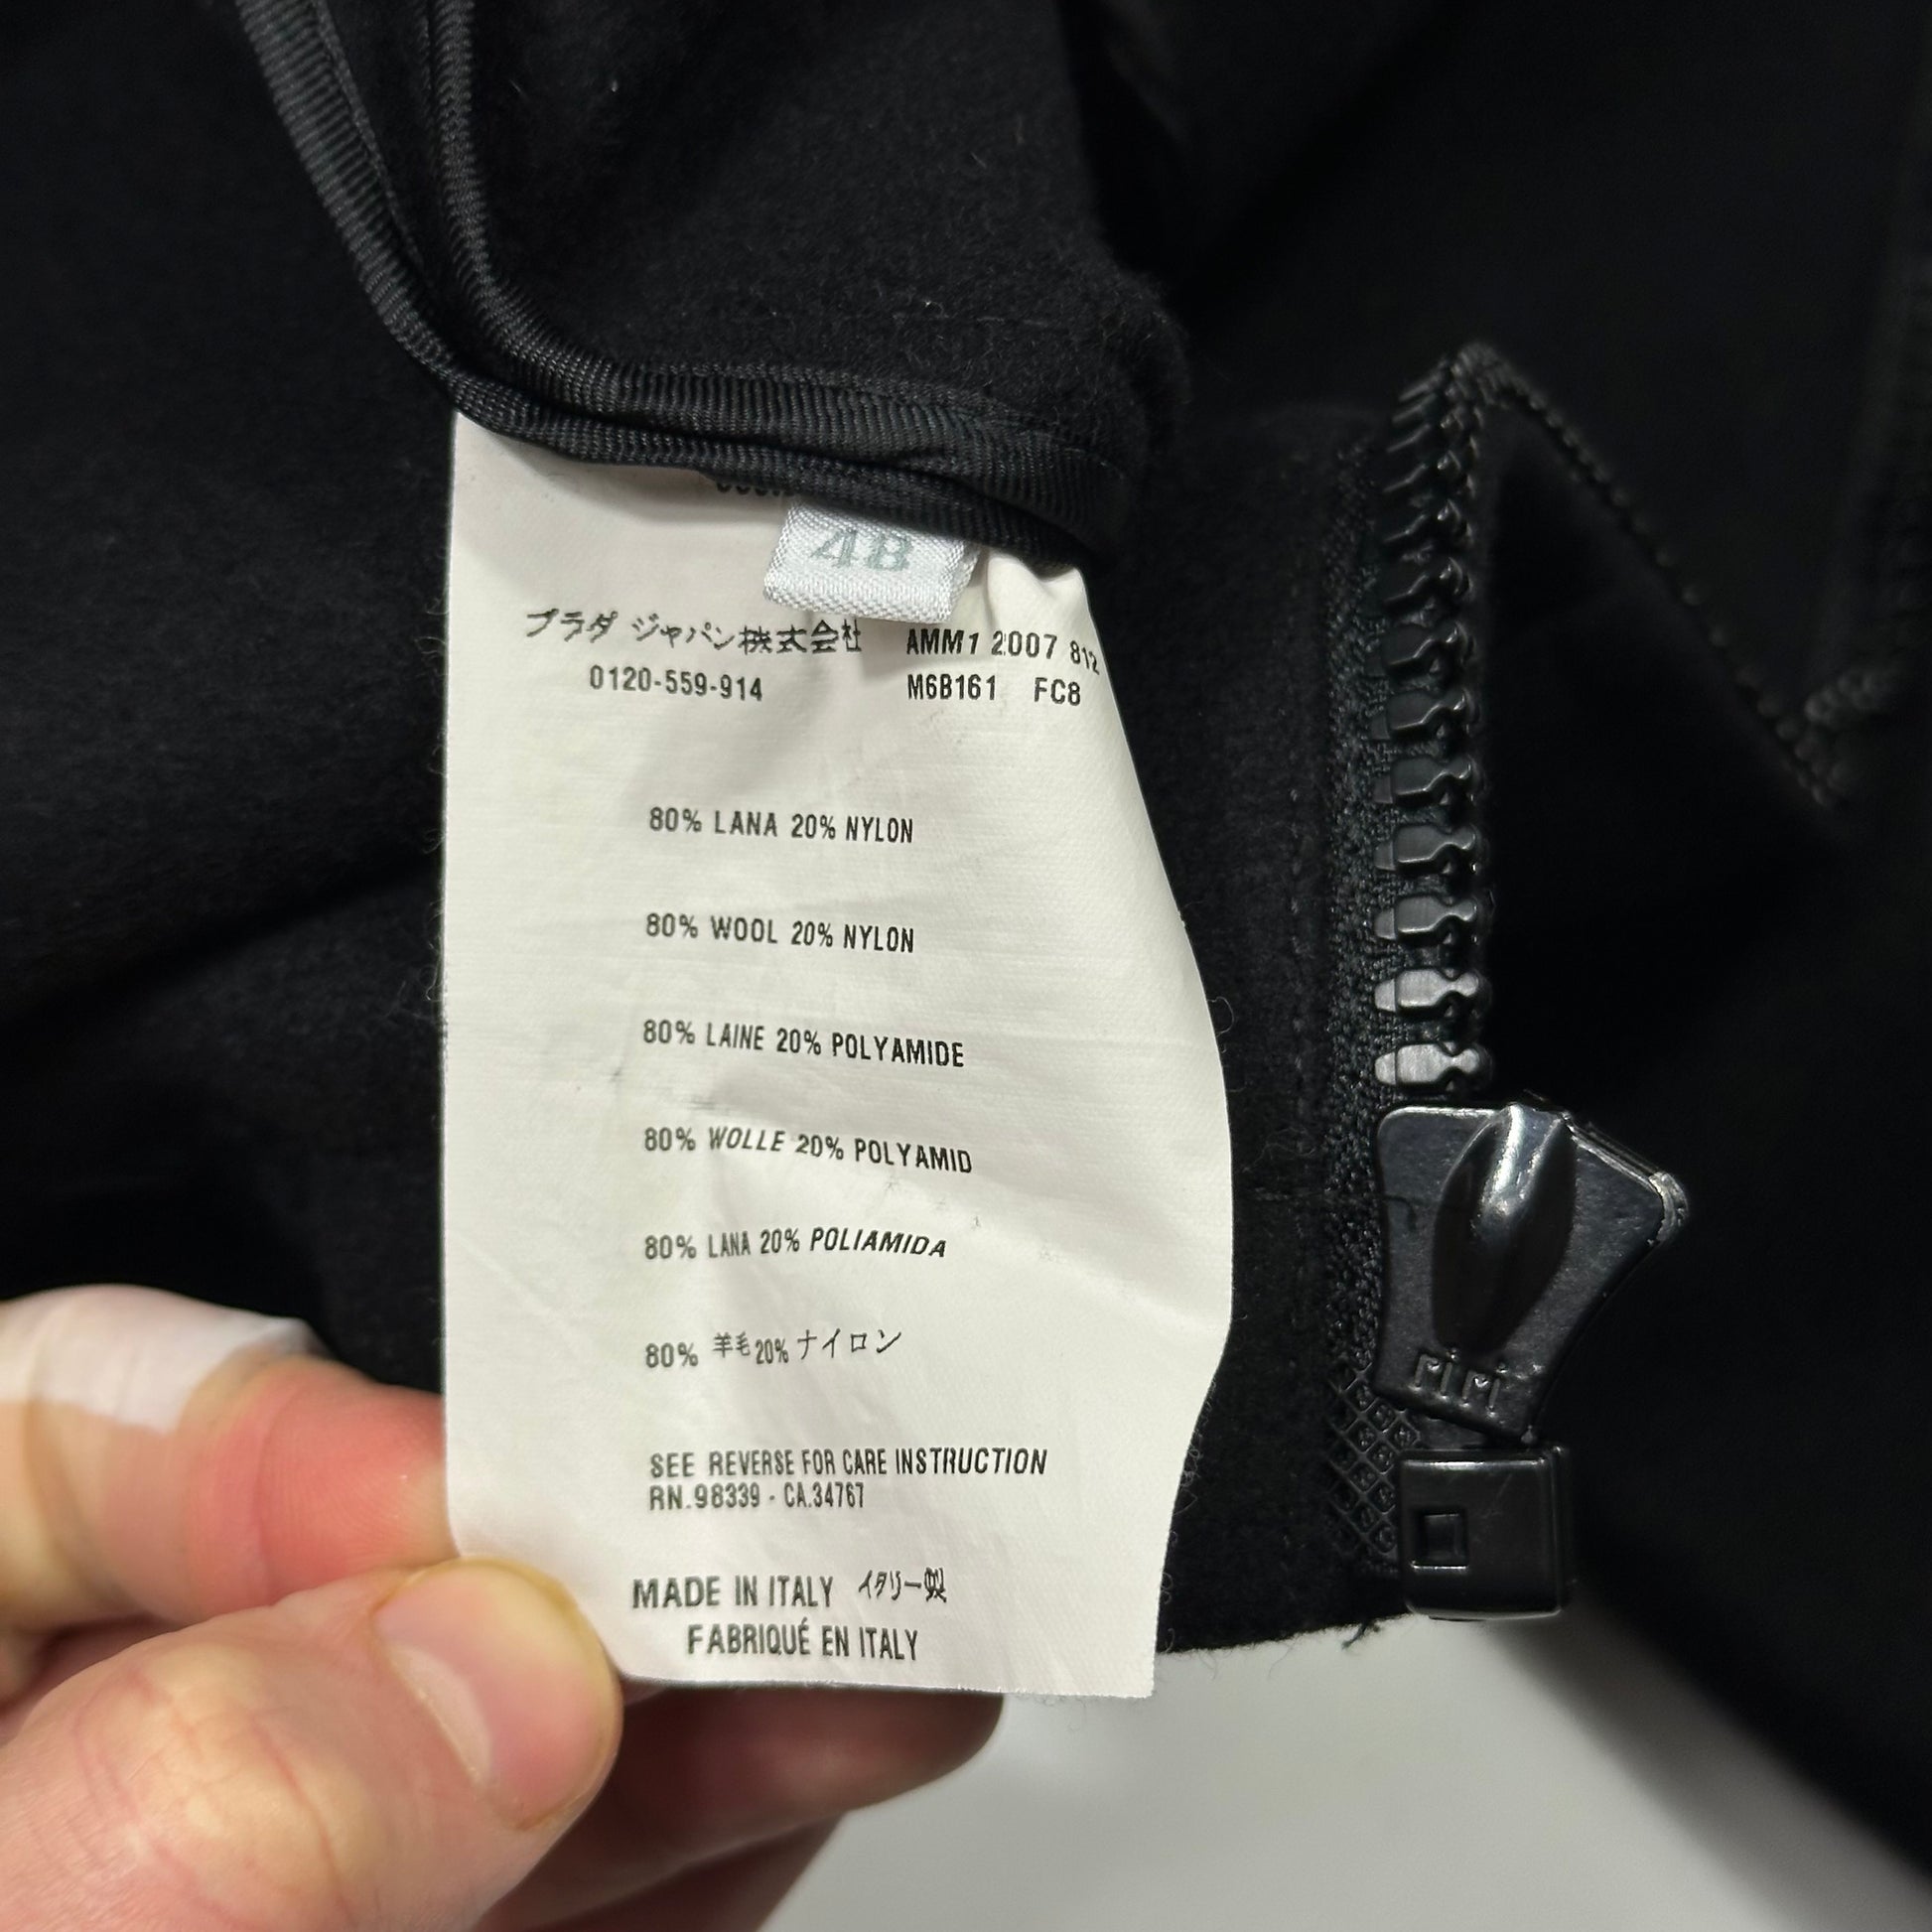 48
プラダ ジャパン株式会社 AMM1 2007 812
0120-559-914 M6B161 FC8
80% LANA 20% NYLON
80% WOOL 20% NYLON
80% LAINE 20% POLYAMIDE
80% WOLLE 20% POLYAMID
80% LANA 20% POLIAMIDA
80% 羊毛20% ナイロン
SEE REVERSE FOR CARE INSTRUCTION
RN.98339 - CA.34767
MADE IN ITALY イタリー製
FABRIQUÉ EN ITALY
riri